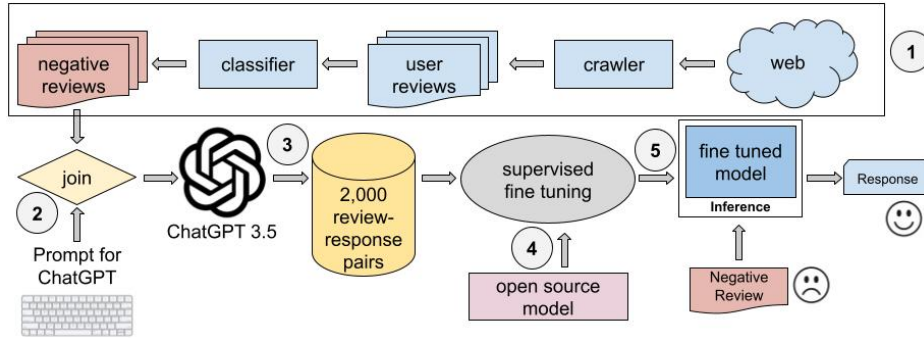 negative
reviews
classifier
user
reviews
crawler
web
1
join
2
Prompt for
ChatGPT
ChatGPT 3.5
3
2,000
review-
response
pairs
supervised
fine tuning
4
open source
model
5
fine tuned
model
Inference
Negative
Review
Response